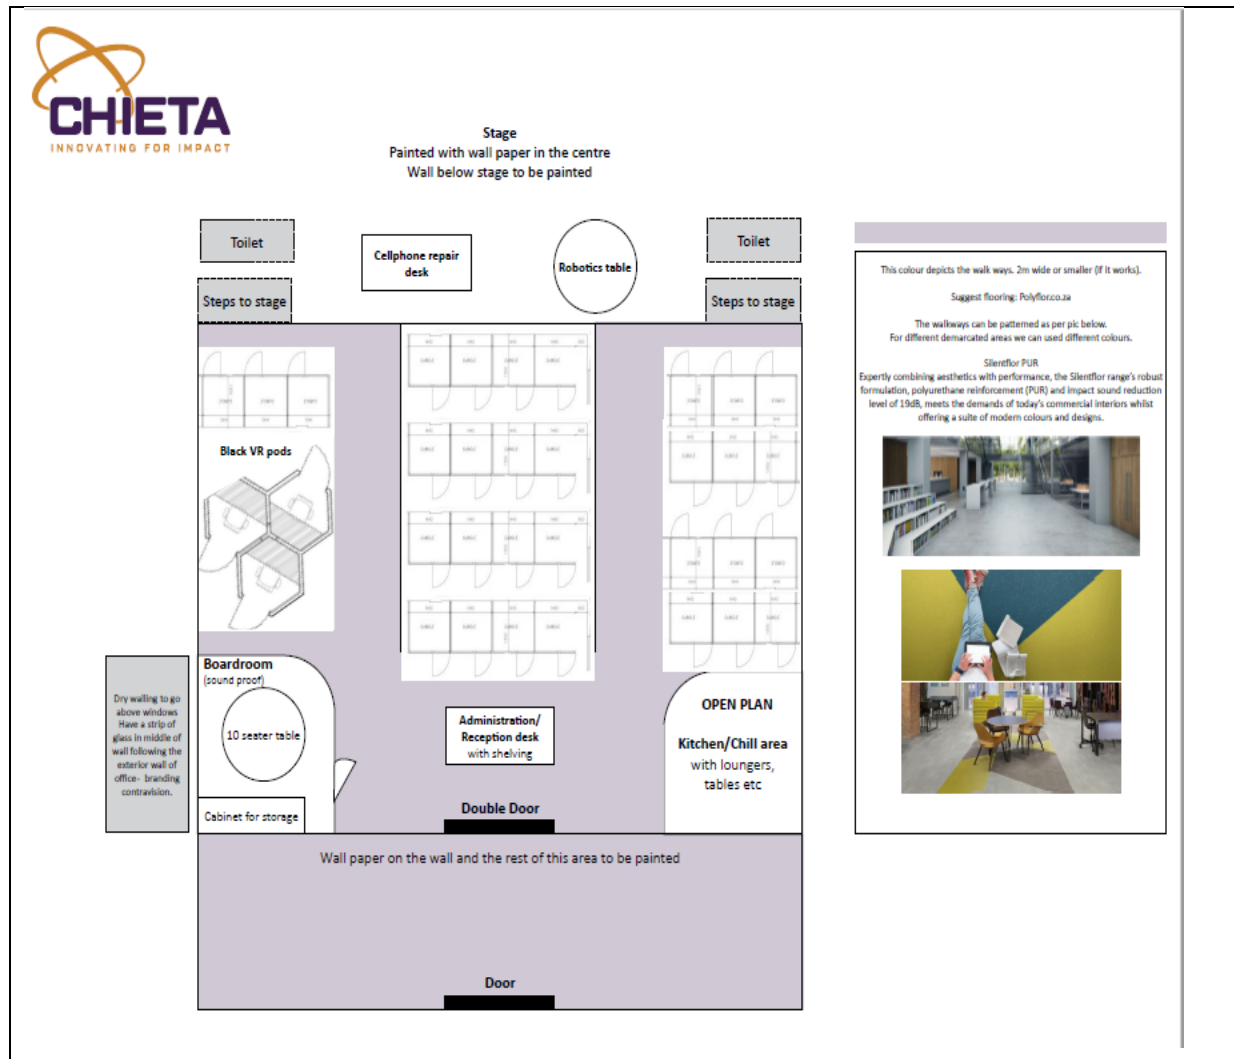 CHIETA
INNOVATING FOR IMPACT
Stage
Painted with wall paper in the centre
Wall below stage to be painted
Toilet
Cellphone repair
desk
Robotics table
Toilet
Steps to stage
Steps to stage
Black VR pods
Boardroom
(sound proof)
10 seater table
Cabinet for storage
Dry walling to go
above windows
Have a strip of
glass in middle of
wall following the
exterior wall of
office- branding
contravision.
Administration/
Reception desk
with shelving
OPEN PLAN
Kitchen/Chill area
with loungers,
tables etc
Double Door
Wall paper on the wall and the rest of this area to be painted
Door
This colour depicts the walk ways. 2m wide or smaller (if it works).
Suggest flooring: Polyflor.co.za
The walkways can be patterned as per pic below.
For different demarcated areas we can used different colours.
Silentflor PUR
Expertly combining aesthetics with performance, the Silentflor range's robust
formulation, polyurethane reinforcement (PUR) and impact sound reduction
level of 19dB, meets the demands of today's commercial interiors whilst
offering a suite of modern colours and designs.